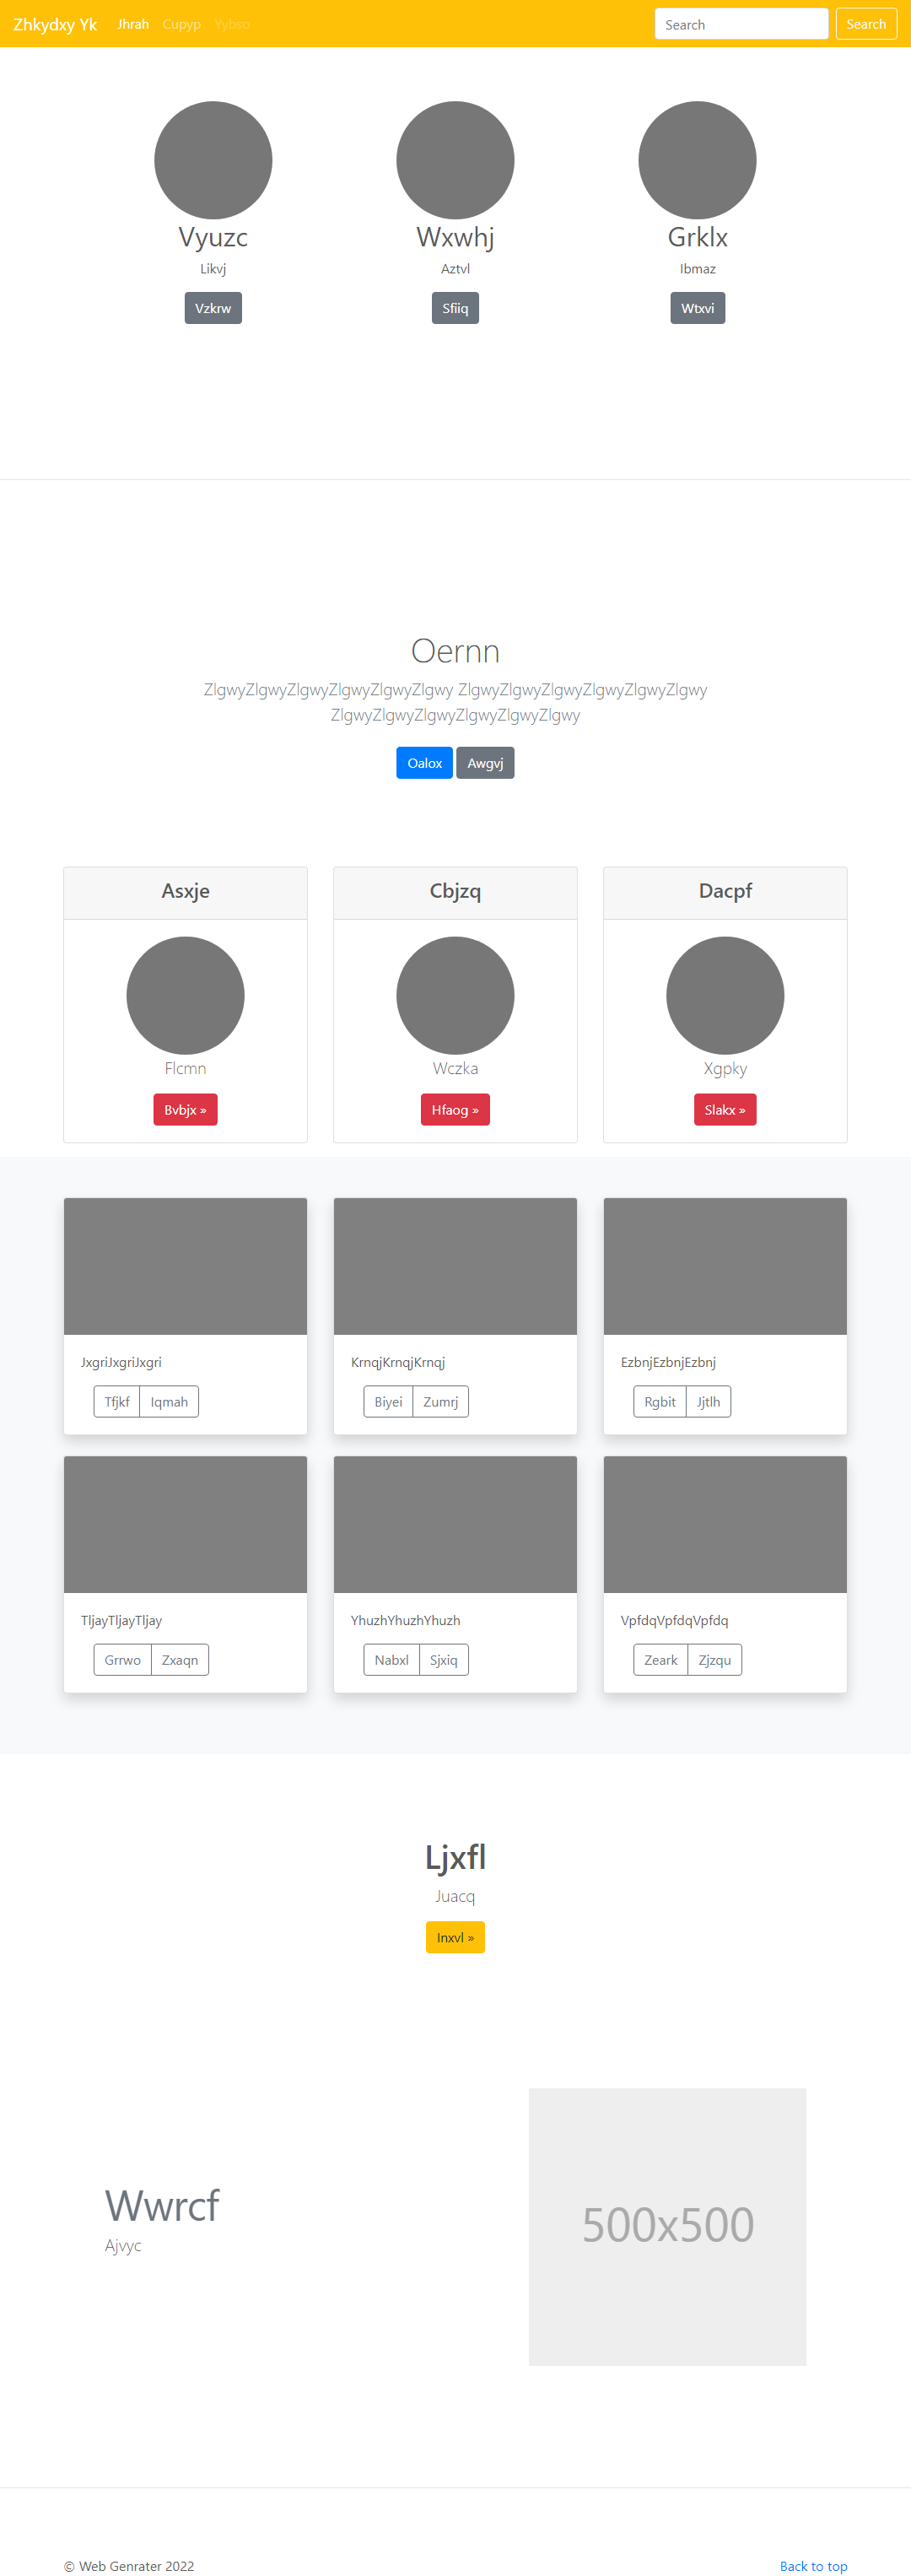 Zhkydxy Yk Jhrah Cupyp Yybso Search Search
Vyuzc Wxwhj Grklx
Likvj Aztvl Ibmaz
Vzkrw Sfiiq Wtxvi
Oernn
ZlgwyZlgwyZlgwyZlgwyZlgwyZlgwy ZlgwyZlgwyZlgwyZlgwyZlgwyZlgwy
ZlgwyZlgwyZlgwyZlgwyZlgwyZlgwy
Oalox Awgvj
Asxje Cbjzq Dacpf
Flcmn Wczka Xgpky
Bvbjx » Hfaog » Slakx »
JxgriJxgriJxgri KrnqjKrnqjKrnqj EzbnjEzbnjEzbnj
Tfjkf Iqmah Biyei Zumrj Rgbit Jjtlh
TljayTljayTljay YhuzhYhuzhYhuzh VpfdqVpfdqVpfdq
Grrwo Zxaqn Nabxl Sjxiq Zeark Zjzqu
Ljxfl
Juacq
Inxvl »
Wwrcf
Ajvyc
500x500
© Web Genrater 2022 Back to top